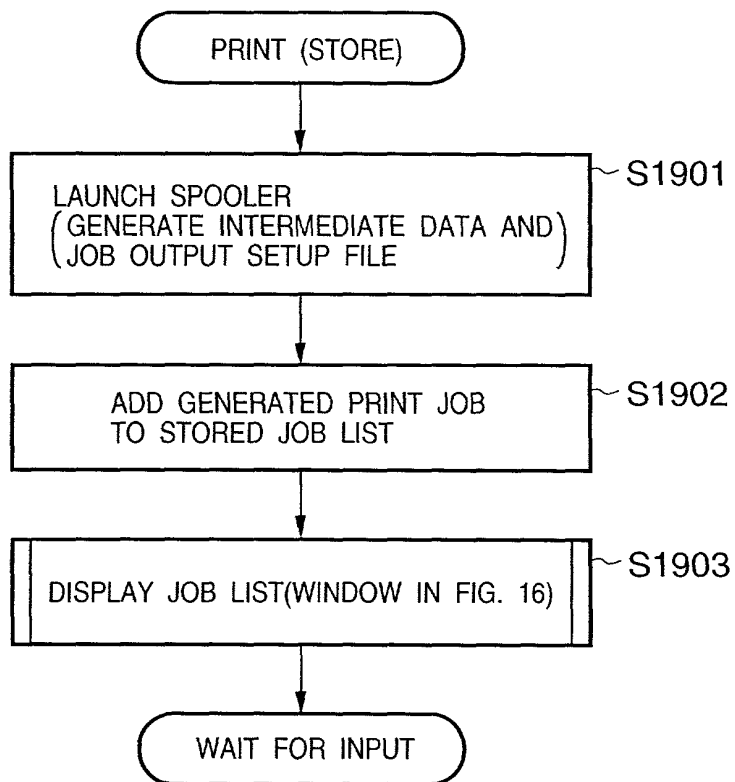 PRINT (STORE)
S1901
LAUNCH SPOOLER
(GENERATE INTERMEDIATE DATA AND
JOB OUTPUT SETUP FILE)
S1902
ADD GENERATED PRINT JOB
TO STORED JOB LIST
S1903
DISPLAY JOB LIST(WINDOW IN FIG. 16)
WAIT FOR INPUT